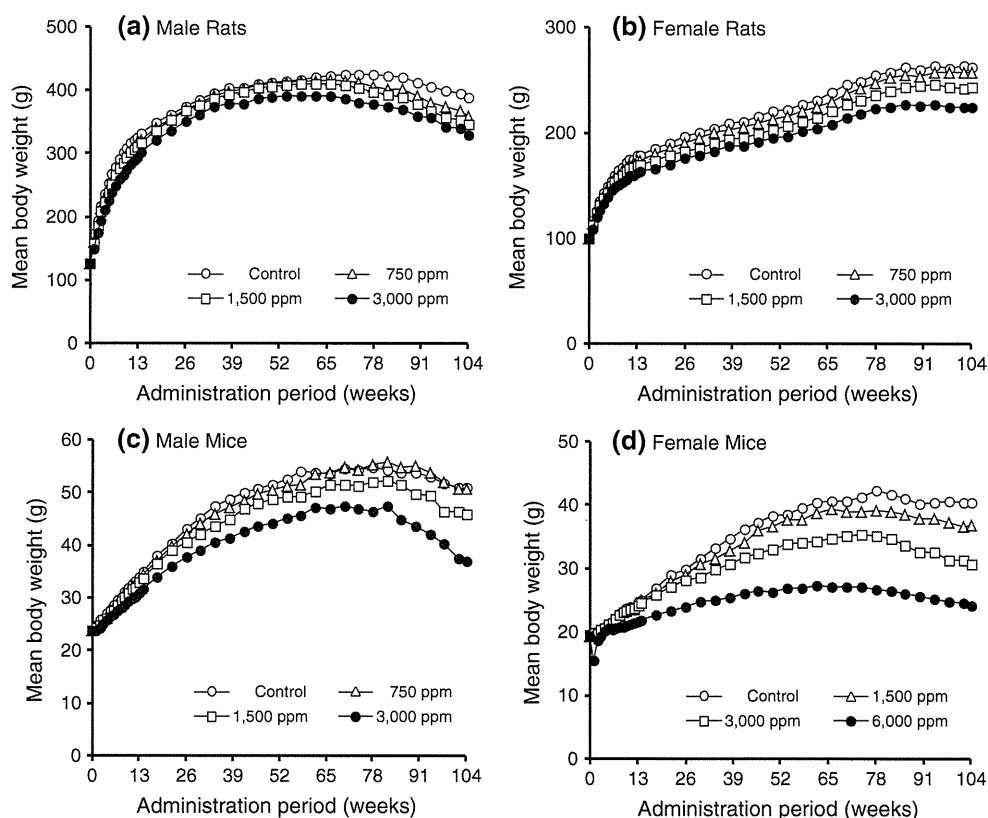 (a) Male Rats
Mean body weight (g)
500
400
300
200
100
0
Control
750 ppm
1,500 ppm
3,000 ppm
0 13 26 39 52 65 78 91 104
Administration period (weeks)
(b) Female Rats
Mean body weight (g)
300
200
100
0
Control
750 ppm
1,500 ppm
3,000 ppm
0 13 26 39 52 65 78 91 104
Administration period (weeks)
(c) Male Mice
Mean body weight (g)
60
50
40
30
20
10
0
Control
750 ppm
1,500 ppm
3,000 ppm
0 13 26 39 52 65 78 91 104
Administration period (weeks)
(d) Female Mice
Mean body weight (g)
50
40
30
20
10
0
Control
1,500 ppm
3,000 ppm
6,000 ppm
0 13 26 39 52 65 78 91 104
Administration period (weeks)